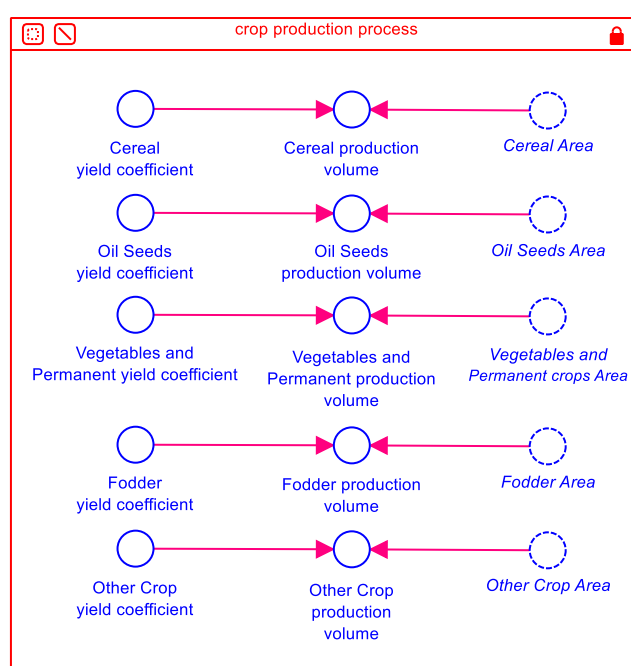 crop production process
Cereal
yield coefficient
Cereal production
volume
Cereal Area
Oil Seeds
yield coefficient
Oil Seeds
production volume
Oil Seeds Area
Vegetables and
Permanent yield coefficient
Vegetables and
Permanent production
volume
Vegetables and
Permanent crops Area
Fodder
yield coefficient
Fodder production
volume
Fodder Area
Other Crop
yield coefficient
Other Crop
production
volume
Other Crop Area